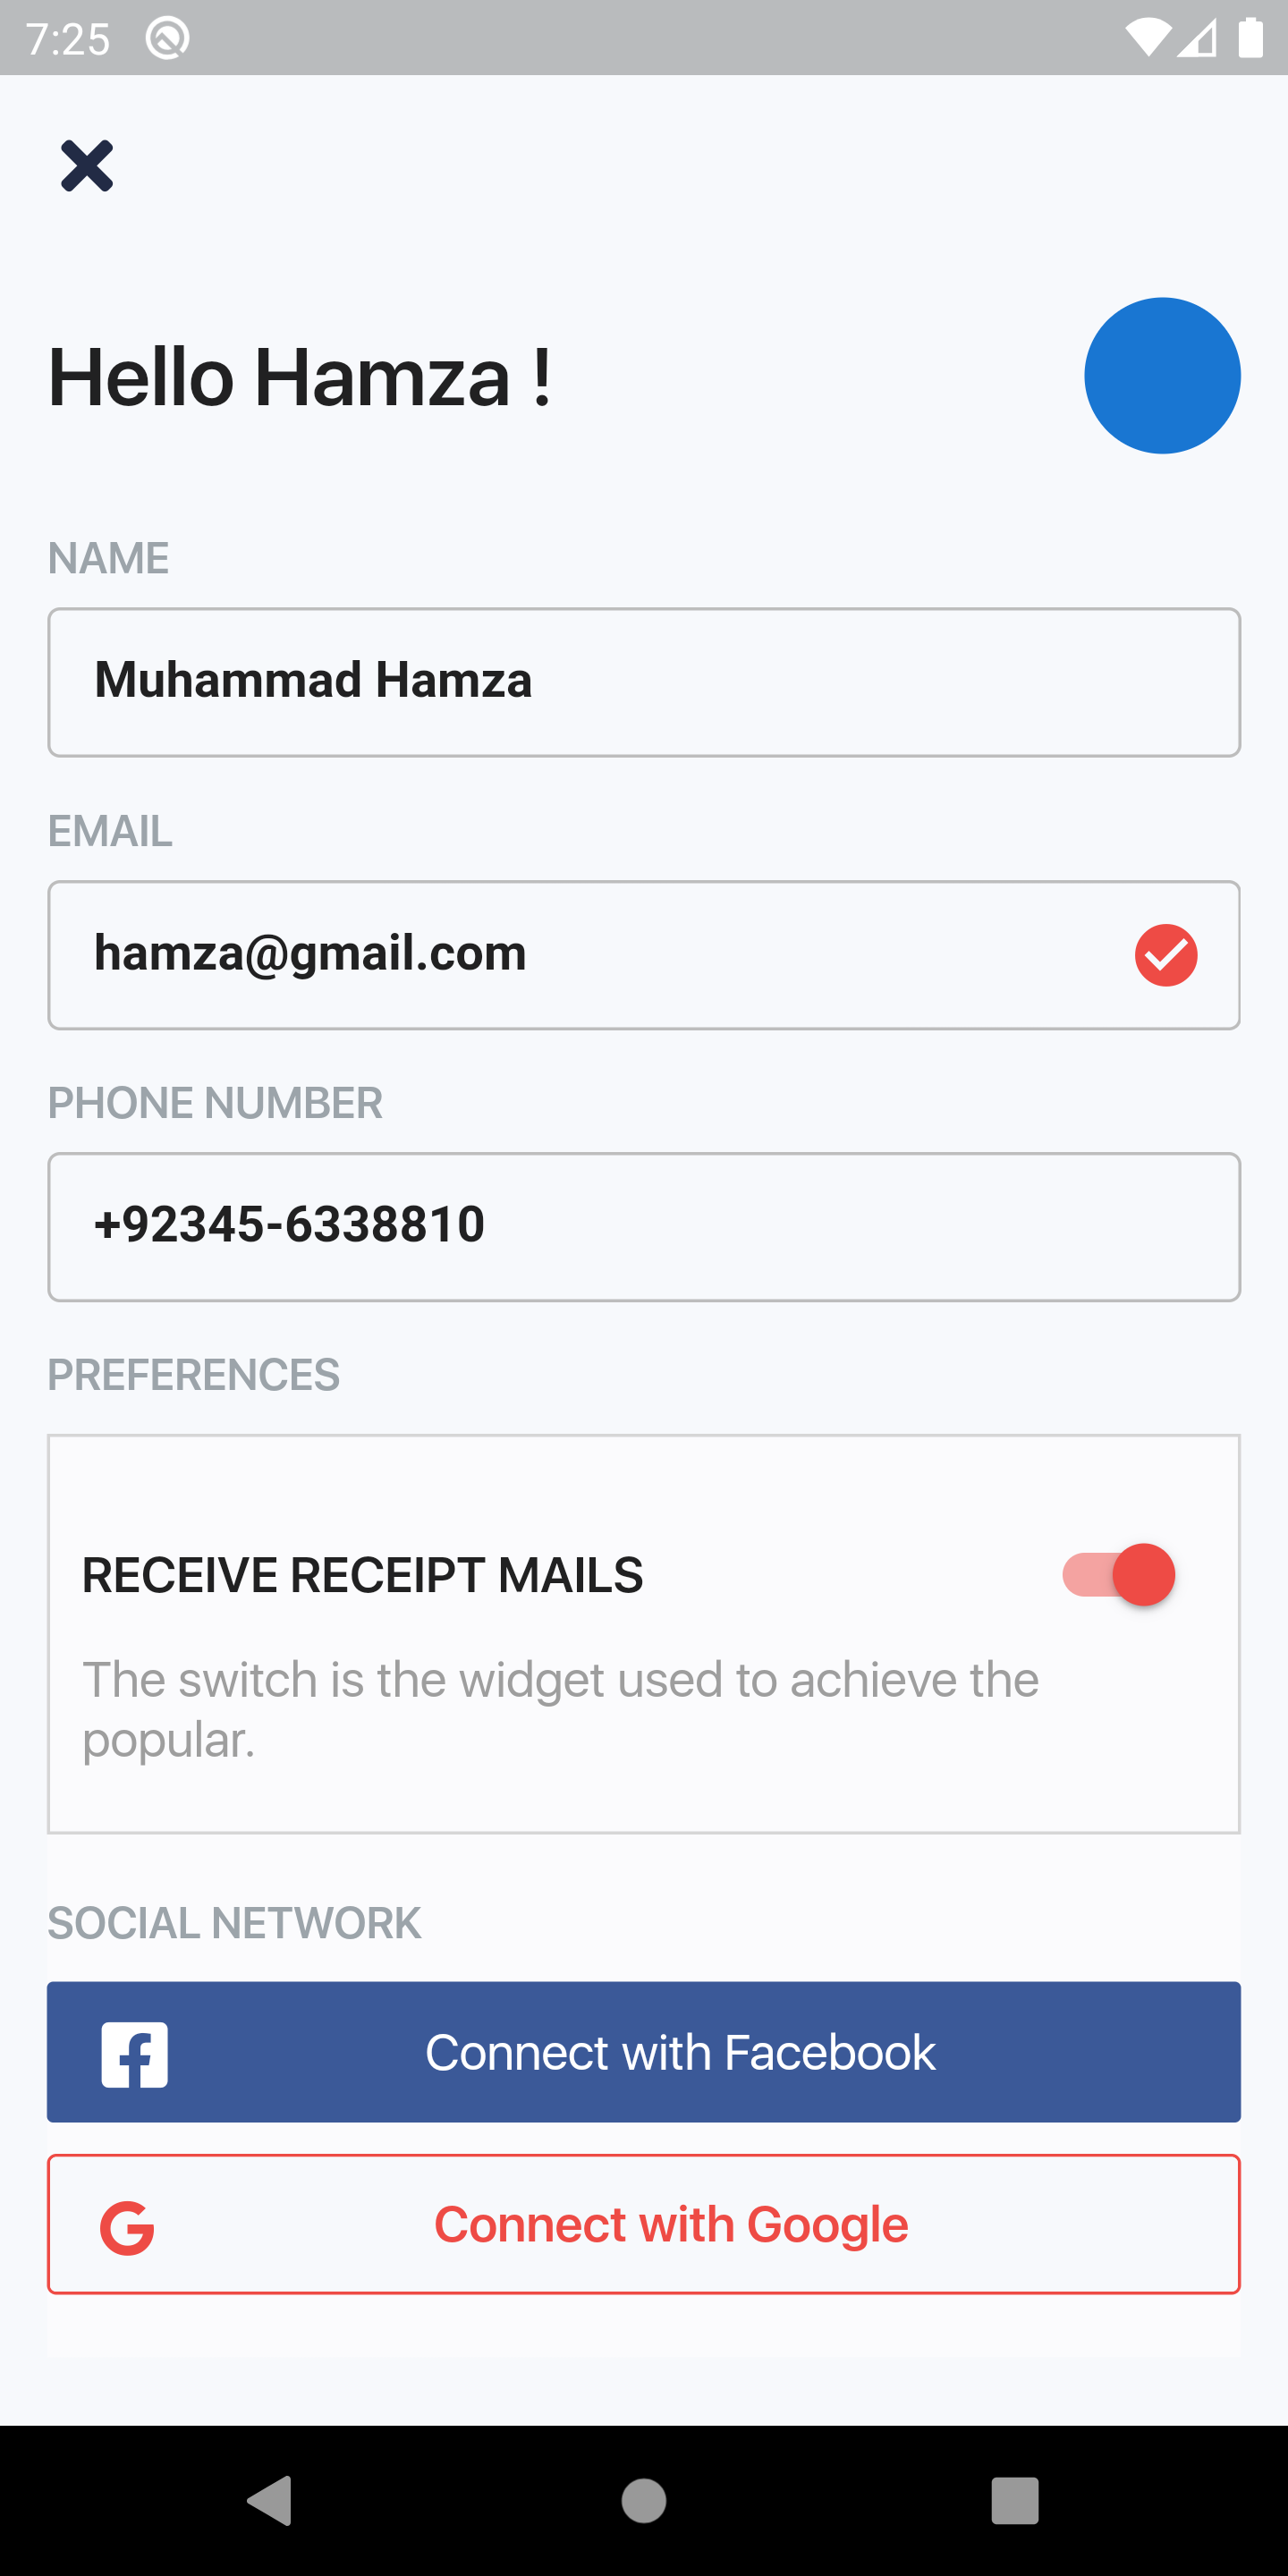 7:25
Hello Hamza !
NAME
Muhammad Hamza
EMAIL
hamza@gmail.com
PHONE NUMBER
+92345-6338810
PREFERENCES
RECEIVE RECEIPT MAILS
The switch is the widget used to achieve the
popular.
SOCIAL NETWORK
Connect with Facebook
Connect with Google